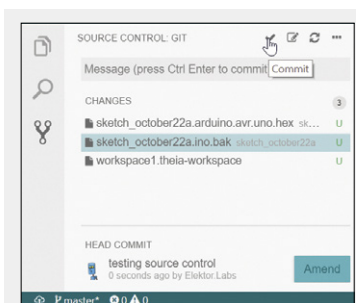 SOURCE CONTROL: GIT
Message (press Ctrl Enter to commit
Commit
CHANGES 3
sketch_october22a.arduino.avr.uno.hex sk... U
sketch_october22a.ino.bak sketch_october22a U
workspace1.theia-workspace U
HEAD COMMIT
testing source control
0 seconds ago by Elektor Labs
Amend
master* 0 0